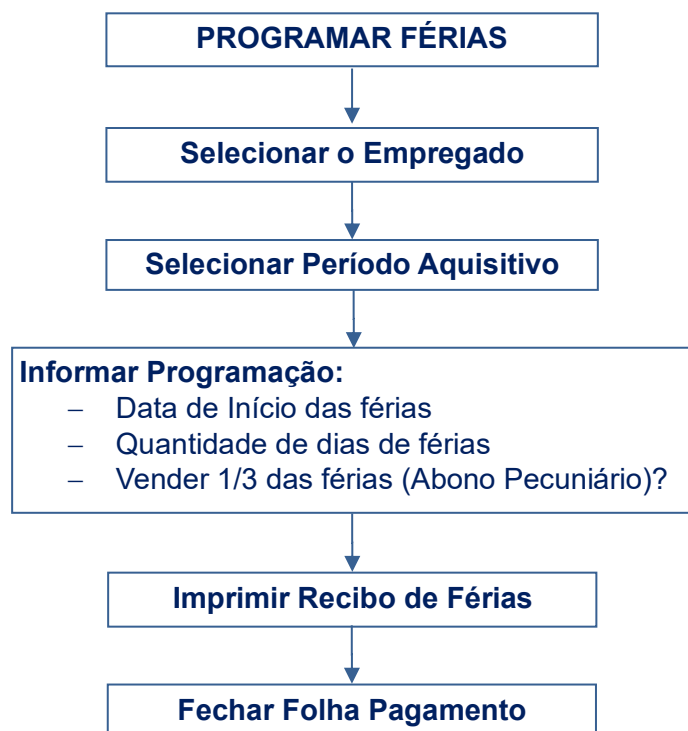 PROGRAMAR FÉRIAS
Selecionar o Empregado
Selecionar Período Aquisitivo
Informar Programação:
– Data de Início das férias
– Quantidade de dias de férias
– Vender 1/3 das férias (Abono Pecuniário)?
Imprimir Recibo de Férias
Fechar Folha Pagamento